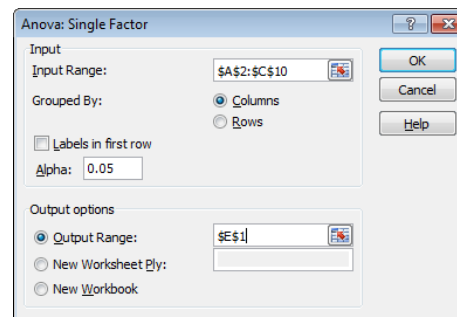 Anova: Single Factor
Input
Input Range: $A$2:$C$10
Grouped By: Columns
Rows
Labels in first row
Alpha: 0.05
OK
Cancel
Help
Output options
Output Range: $E$1
New Worksheet Ply:
New Workbook